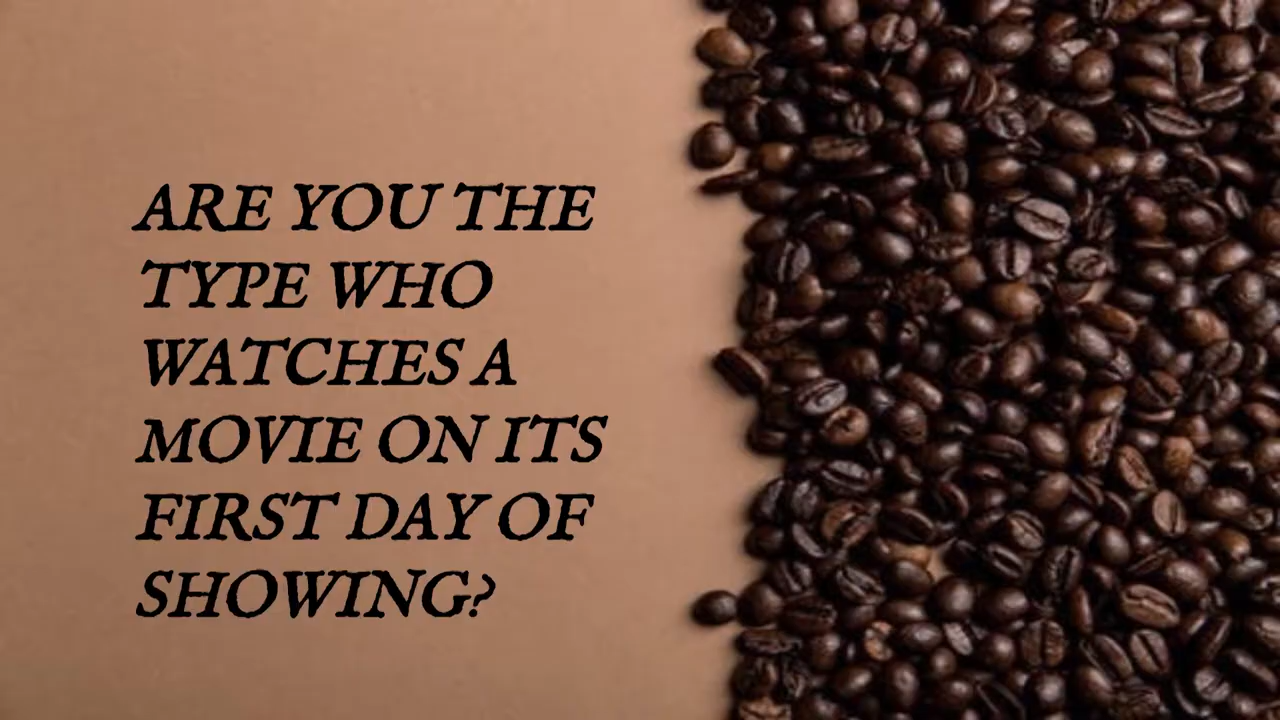 ARE YOU THE
TYPE WHO
WATCHES A
MOVIE ON ITS
FIRST DAY OF
SHOWING?